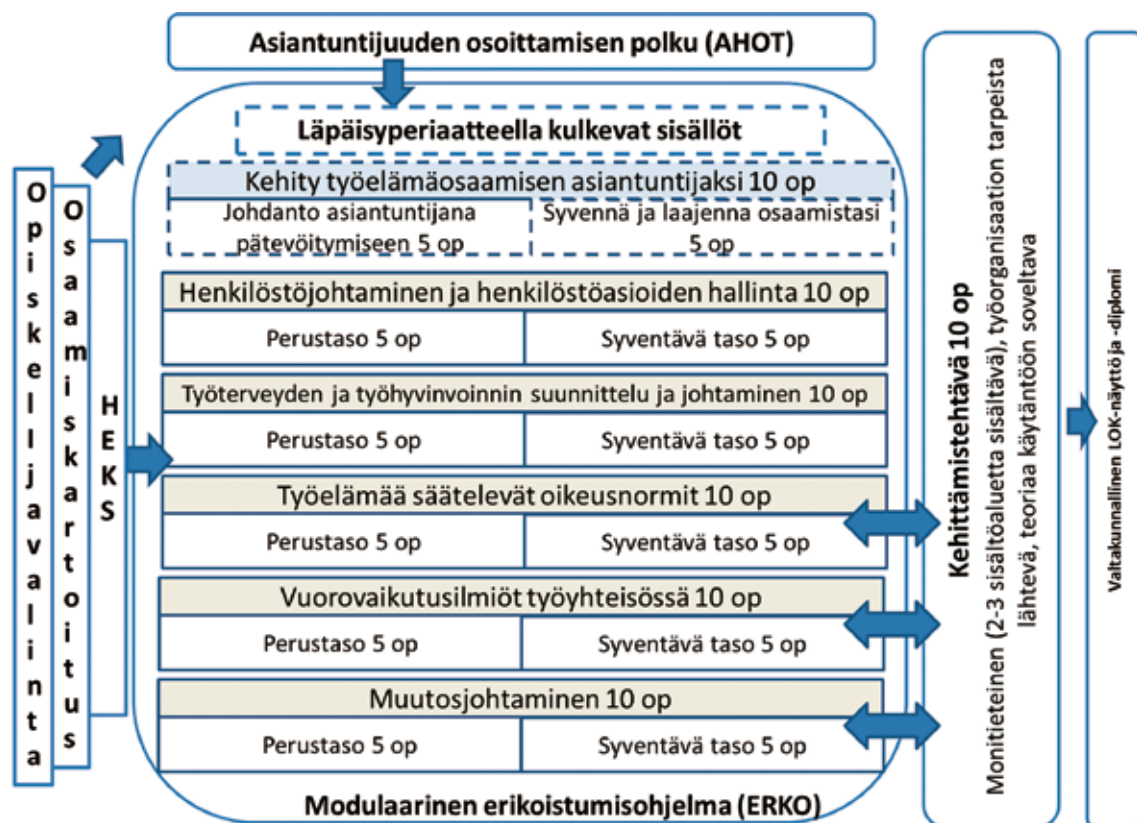 Asiantuntijuuden osoittamisen polku (AHOT)
Opiskelijavalinta
Osaamiskartoitus
HEKS
Läpäisyperiaatteella kulkevat sisällöt
Kehity työelämäosaamisen asiantuntijaksi 10 op
Johdanto asiantuntijana
pätevöitymiseen 5 op
Syvennä ja laajenna osaamistasi
5 op
Henkilöstöjohtaminen ja henkilöstöasioiden hallinta 10 op
Perustaso 5 op
Syventävä taso 5 op
Työterveyden ja työhyvinvoinnin suunnittelu ja johtaminen 10 op
Perustaso 5 op
Syventävä taso 5 op
Työelämää säätelevät oikeusnormit 10 op
Perustaso 5 op
Syventävä taso 5 op
Vuorovaikutusilmiöt työyhteisössä 10 op
Perustaso 5 op
Syventävä taso 5 op
Muutosjohtaminen 10 op
Perustaso 5 op
Syventävä taso 5 op
Modulaarinen erikoistumisohjelma (ERKO)
Kehittämistehtävä 10 op
Monitieteinen (2-3 sisältöaluetta sisältävä), työorganisaation tarpeista
lähtevä, teoriaa käytäntöön soveltava
Valtakunnallinen LOK-näyttö ja -diplomi